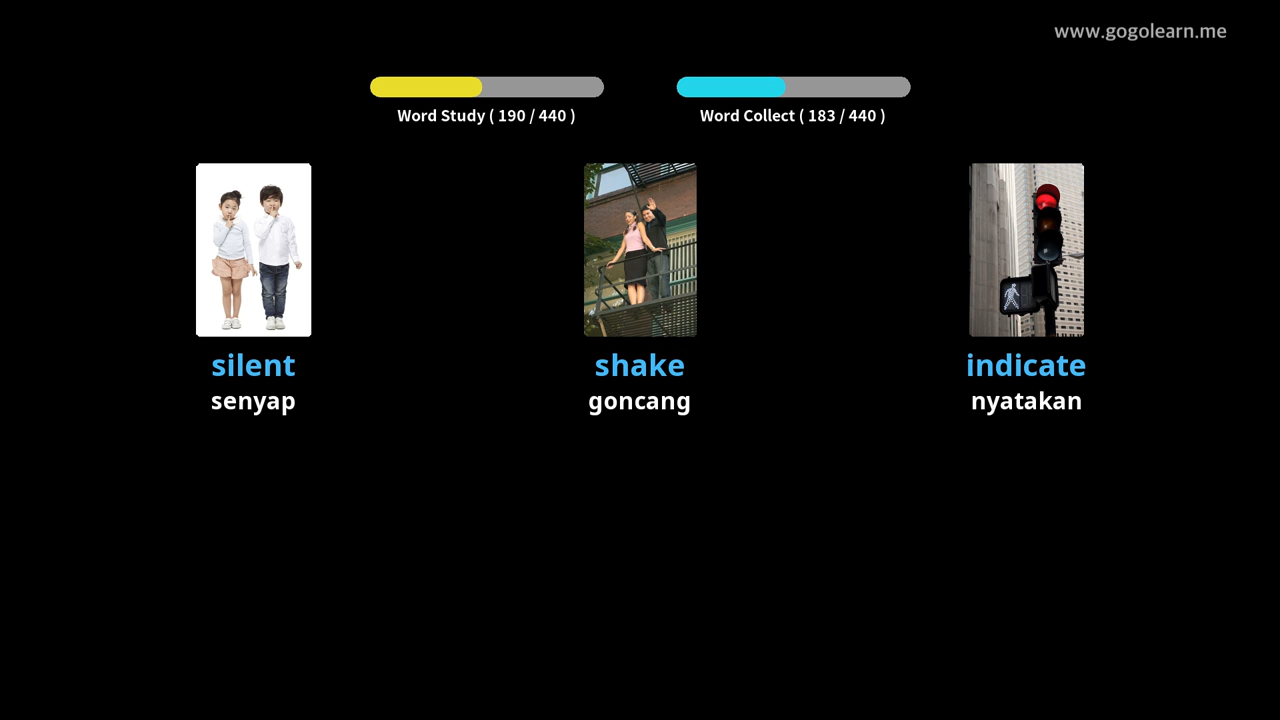 www.gogolearn.me
Word Study ( 190 / 440 )
Word Collect ( 183 / 440 )
silent
senyap
shake
goncang
indicate
nyatakan